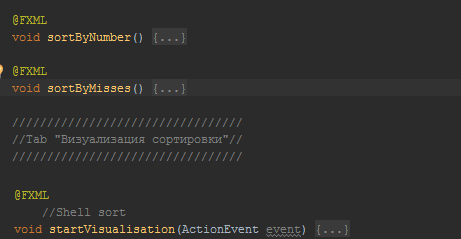 @FXML
void sortByNumber() {...}
@FXML
void sortByMisses() {...}
/////////////////////////////////
//Tab "Визуализация сортировки"//
/////////////////////////////////
@FXML
//Shell sort
void startVisualisation(ActionEvent event) {...}